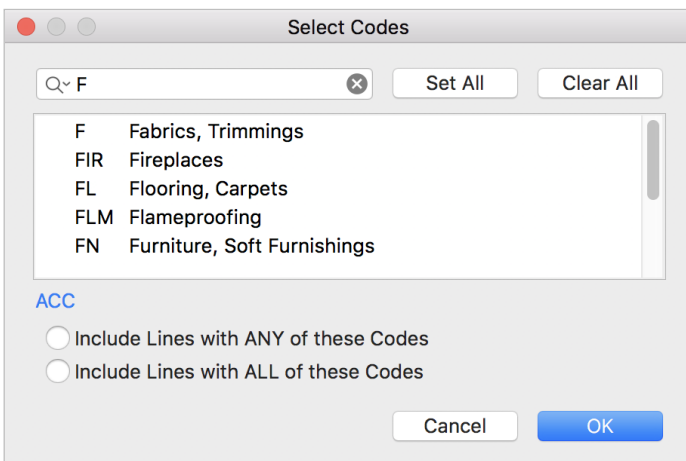 Select Codes
F Set All Clear All
F Fabrics, Trimmings
FIR Fireplaces
FL Flooring, Carpets
FLM Flameproofing
FN Furniture, Soft Furnishings
ACC
Include Lines with ANY of these Codes
Include Lines with ALL of these Codes
Cancel OK